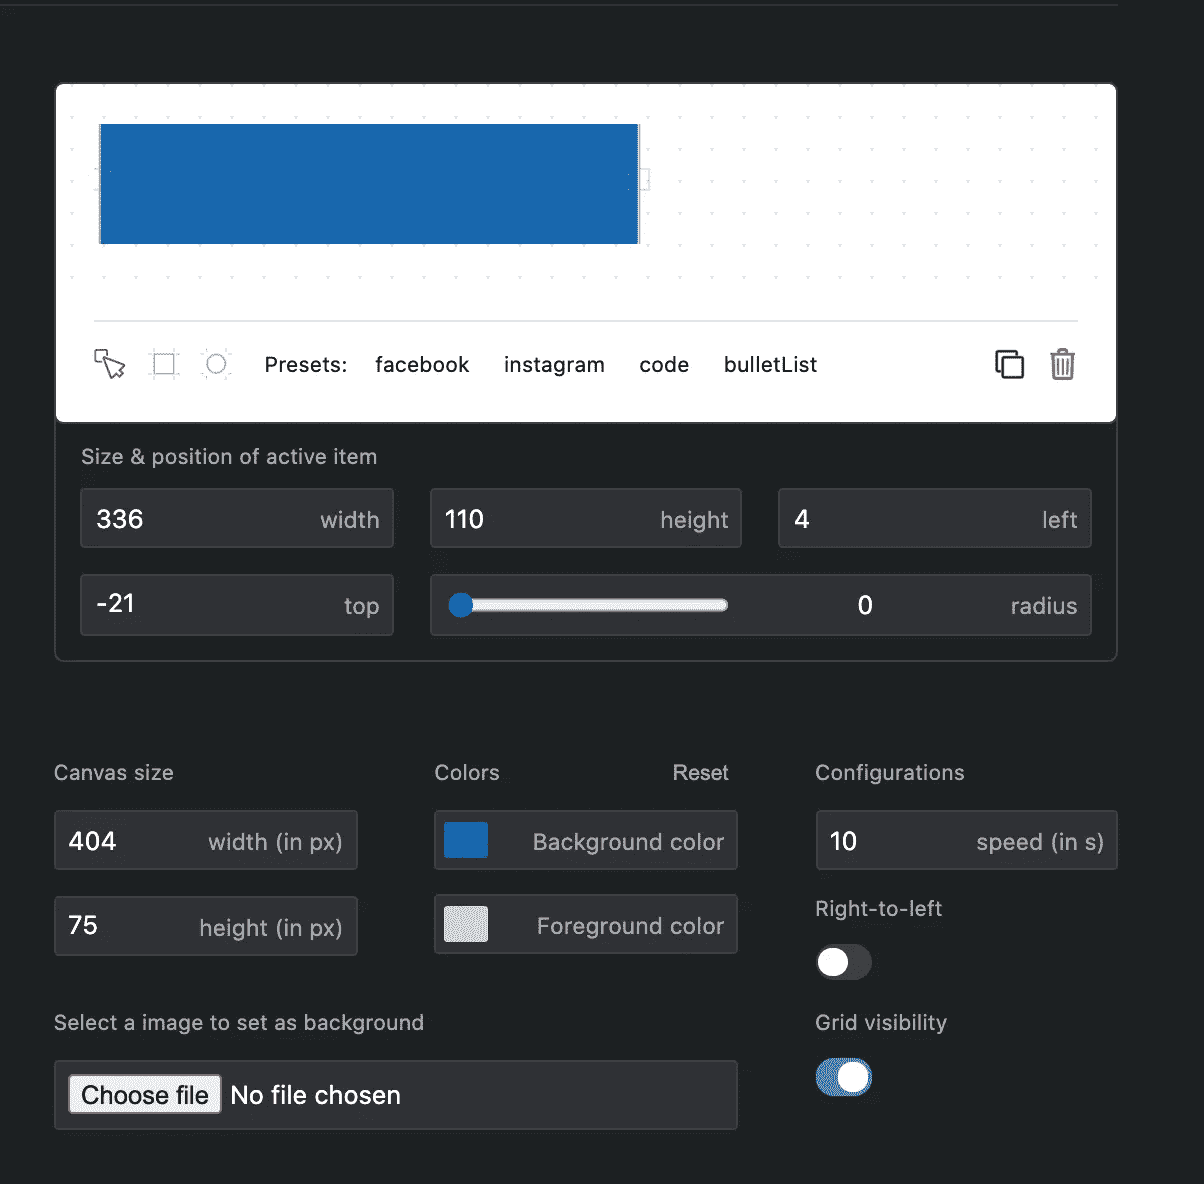 Presets: facebook instagram code bulletList
Size & position of active item
336 width 110 height 4 left
-21 top 0 radius
Canvas size Colors Reset Configurations
404 width (in px) Background color 10 speed (in s)
75 height (in px) Foreground color Right-to-left
Select a image to set as background Grid visibility
Choose file No file chosen